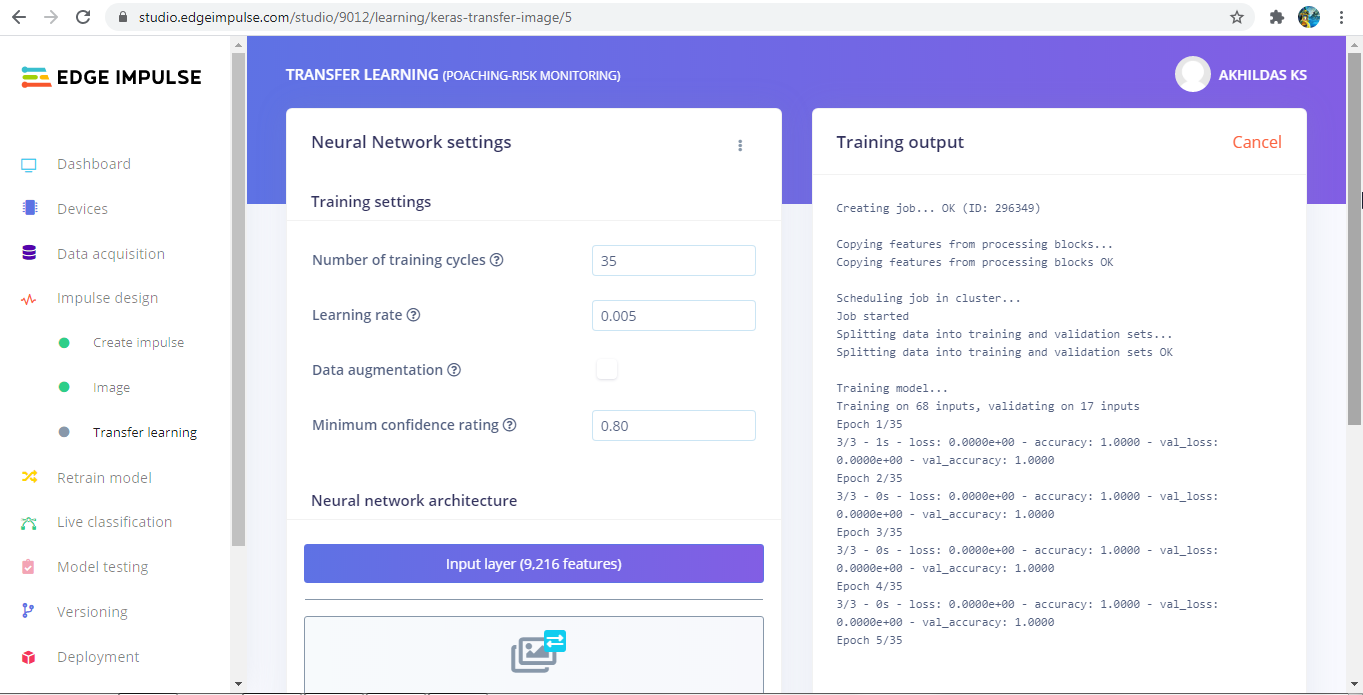 studio.edgeimpulse.com/studio/9012/learning/keras-transfer-image/5
EDGE IMPULSE
Dashboard
Devices
Data acquisition
Impulse design
Create impulse
Image
Transfer learning
Retrain model
Live classification
Model testing
Versioning
Deployment
TRANSFER LEARNING (POACHING-RISK MONITORING)
AKHILDAS KS
Neural Network settings
Training settings
Number of training cycles ?
35
Learning rate ?
0.005
Data augmentation ?
Minimum confidence rating ?
0.80
Neural network architecture
Input layer (9,216 features)
Training output
Cancel
Creating job... OK (ID: 296349)
Copying features from processing blocks...
Copying features from processing blocks OK
Scheduling job in cluster...
Job started
Splitting data into training and validation sets...
Splitting data into training and validation sets OK
Training model...
Training on 68 inputs, validating on 17 inputs
Epoch 1/35
3/3 - 1s - loss: 0.0000e+00 - accuracy: 1.0000 - val_loss:
0.0000e+00 - val_accuracy: 1.0000
Epoch 2/35
3/3 - 0s - loss: 0.0000e+00 - accuracy: 1.0000 - val_loss:
0.0000e+00 - val_accuracy: 1.0000
Epoch 3/35
3/3 - 0s - loss: 0.0000e+00 - accuracy: 1.0000 - val_loss:
0.0000e+00 - val_accuracy: 1.0000
Epoch 4/35
3/3 - 0s - loss: 0.0000e+00 - accuracy: 1.0000 - val_loss:
0.0000e+00 - val_accuracy: 1.0000
Epoch 5/35